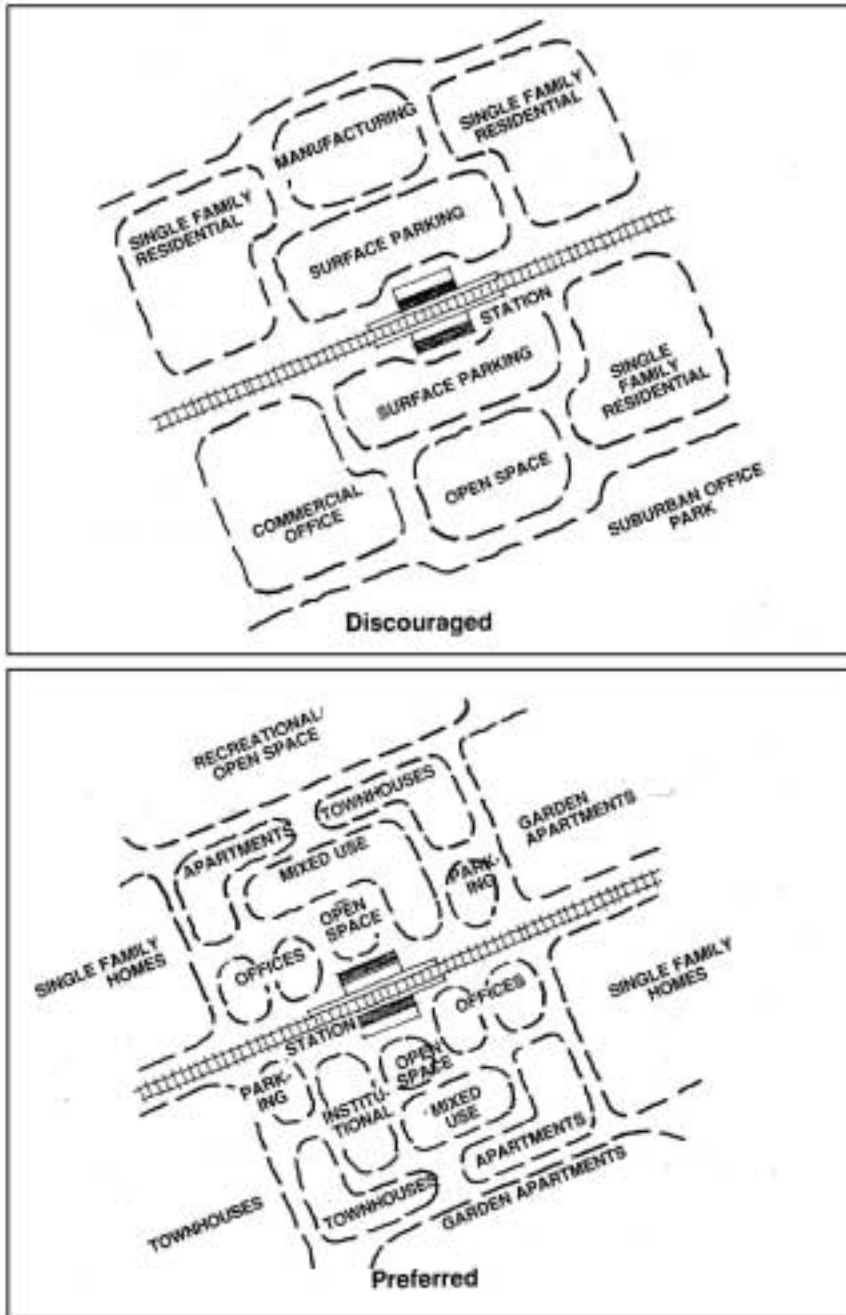 MANUFACTURING
SINGLE FAMILY
RESIDENTIAL
SINGLE FAMILY
RESIDENTIAL
SURFACE PARKING
STATION
SURFACE PARKING
SINGLE
FAMILY
RESIDENTIAL
COMMERCIAL
OFFICE
OPEN SPACE
SUBURBAN OFFICE
PARK
Discouraged
RECREATIONAL/
OPEN SPACE
TOWNHOUSES
GARDEN
APARTMENTS
APARTMENTS
MIXED USE
PARK-
ING
OPEN
SPACE
SINGLE FAMILY
HOMES
OFFICES
OFFICES
SINGLE FAMILY
HOMES
STATION
OPEN
SPACE
PARK-
ING
INSTITU-
TIONAL
MIXED
USE
APARTMENTS
TOWNHOUSES
TOWNHOUSES
GARDEN APARTMENTS
Preferred